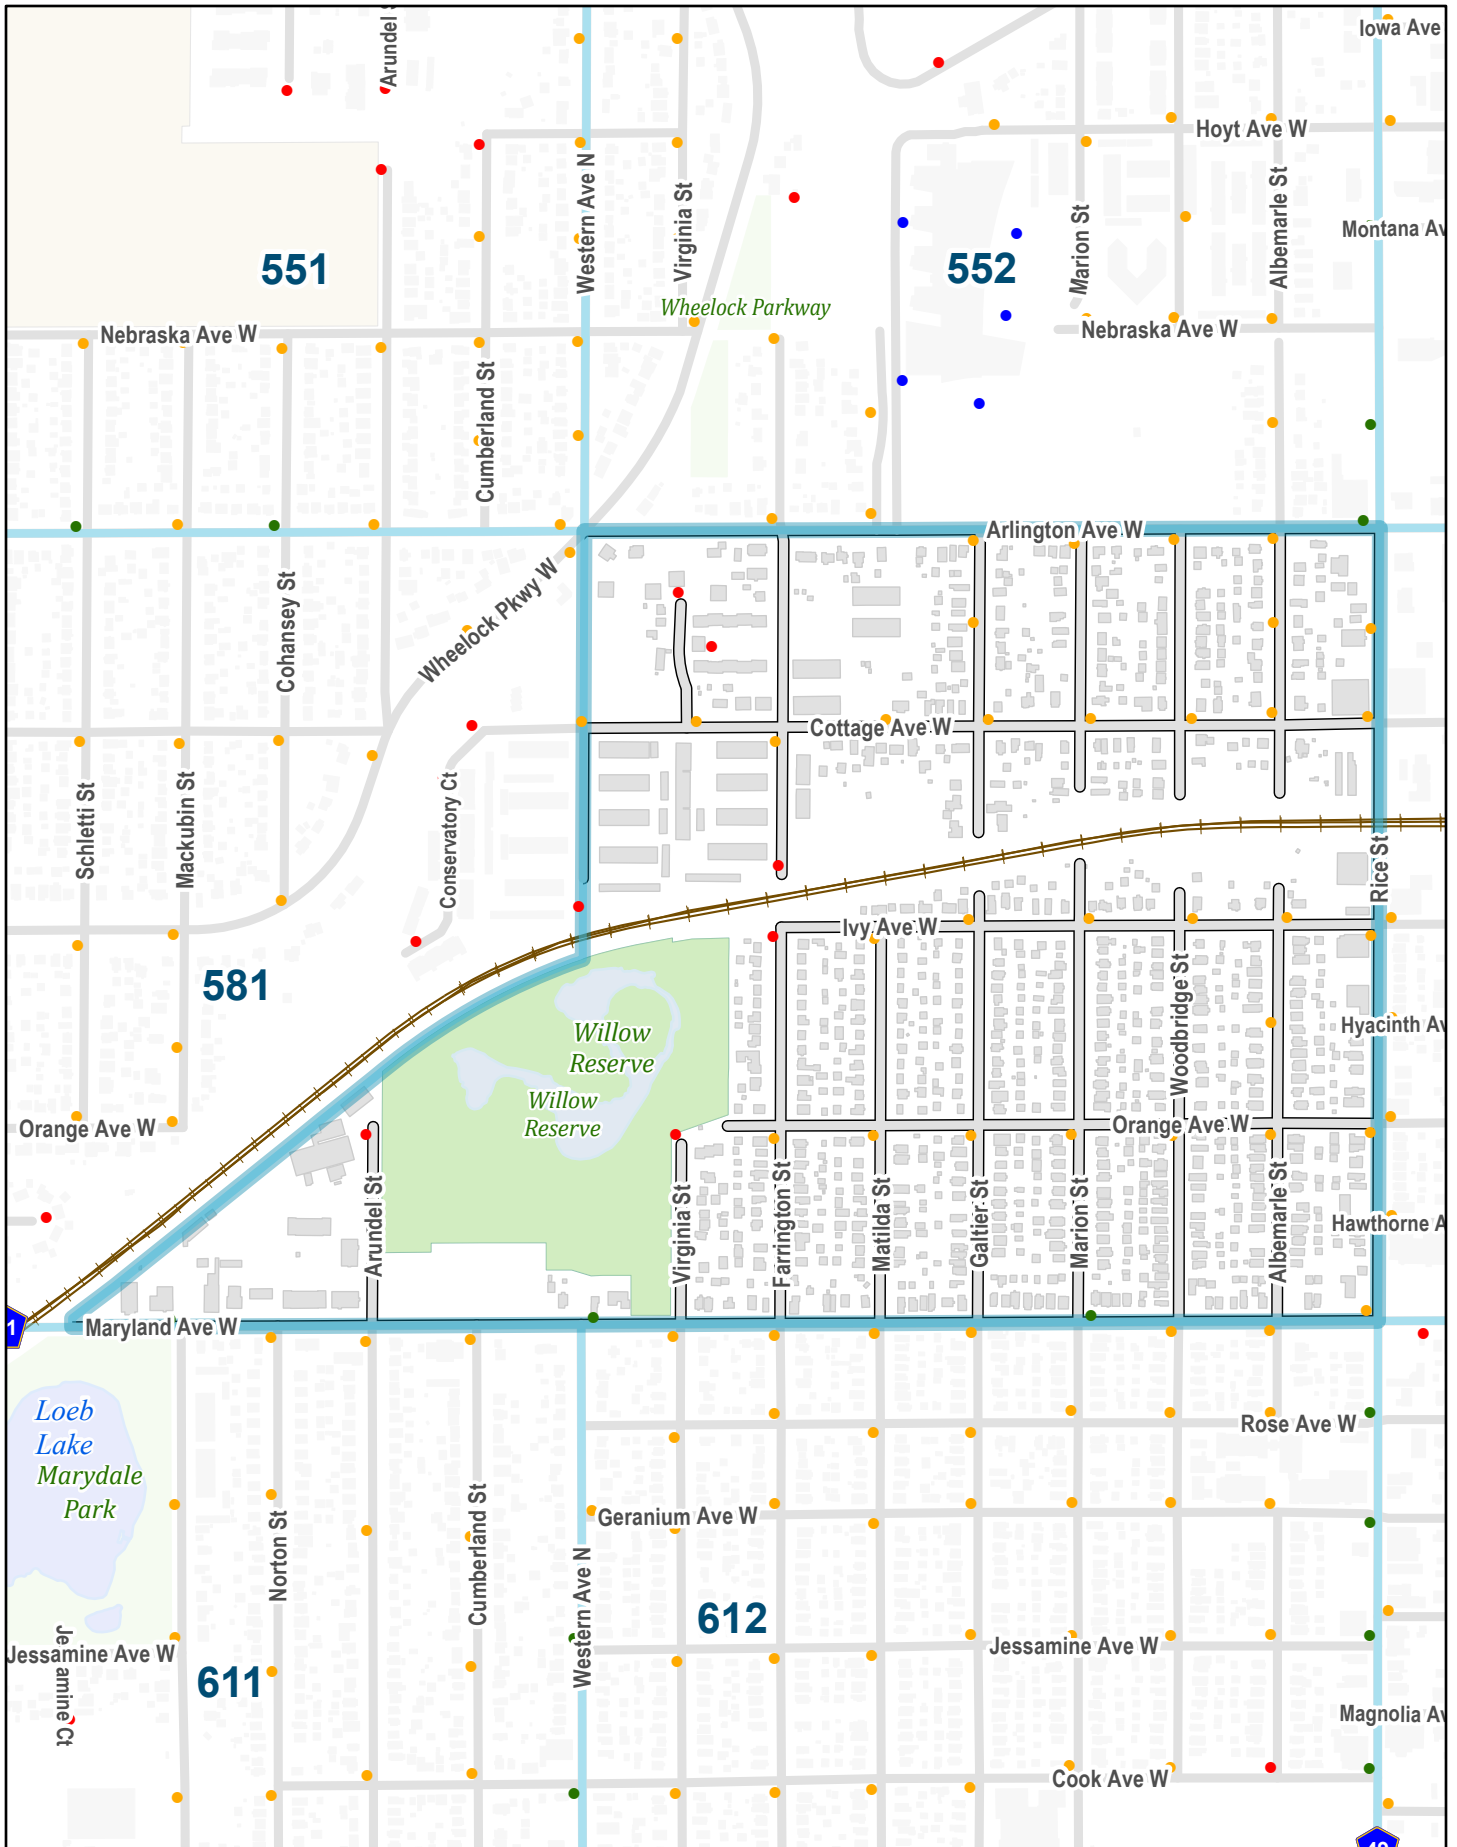 Arundel S
Iowa Ave
Hoyt Ave W
Western Ave N
Virginia St
Marion St
Albemarle St
Montana Av
551
552
Wheelock Parkway
Nebraska Ave W
Nebraska Ave W
Cumberland St
Arlington Ave W
Wheelock Pkwy W
Cohansey St
Cottage Ave W
Schletti St
Mackubin St
Conservatory Ct
Rice St
Ivy Ave W
581
Woodbridge St
Willow
Reserve
Hyacinth Av
Willow
Reserve
Orange Ave W
Orange Ave W
Arundel St
Virginia St
Farrington St
Matilda St
Galtier St
Marion St
Albemarle St
Hawthorne A
1
Maryland Ave W
Loeb
Lake
Marydale
Park
Rose Ave W
Norton St
Cumberland St
Geranium Ave W
Western Ave N
612
Jessamine Ave W
Jessamine Ave W
Je amine Ct
611
Magnolia Av
Cook Ave W
49